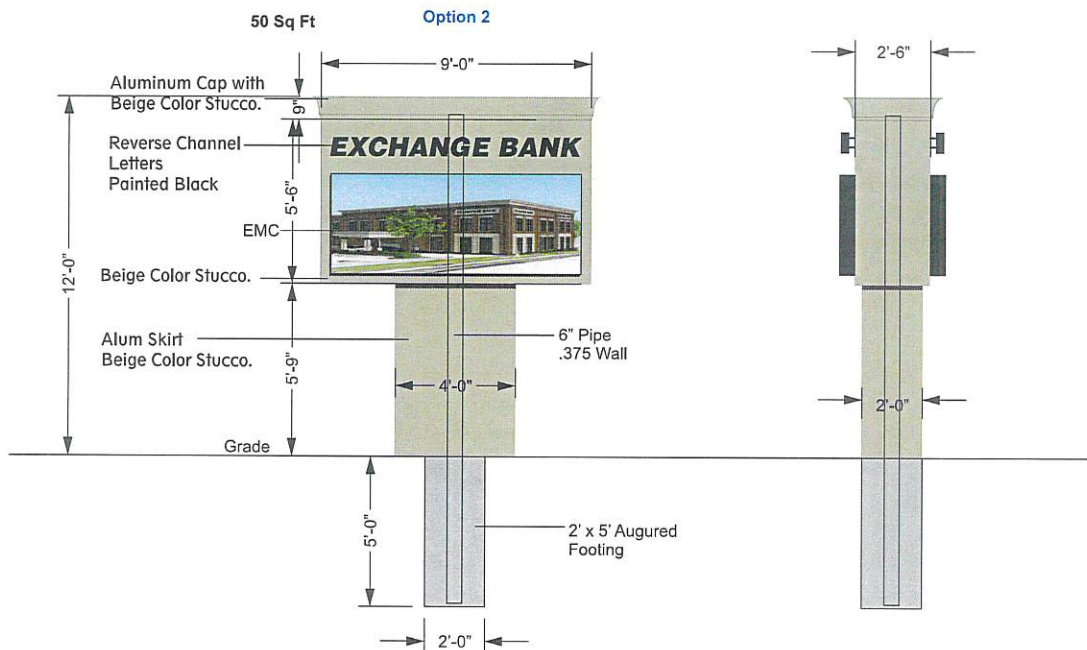 50 Sq Ft
Option 2
9'-0"
2'-6"
Aluminum Cap with
Beige Color Stucco.
9"
Reverse Channel
Letters
Painted Black
EXCHANGE BANK
5'-6"
EMC
12'-0"
Beige Color Stucco.
Alum Skirt
Beige Color Stucco.
6" Pipe
.375 Wall
5'-9"
4'-0"
2'-0"
Grade
5'-0"
2' x 5' Augured
Footing
2'-0"